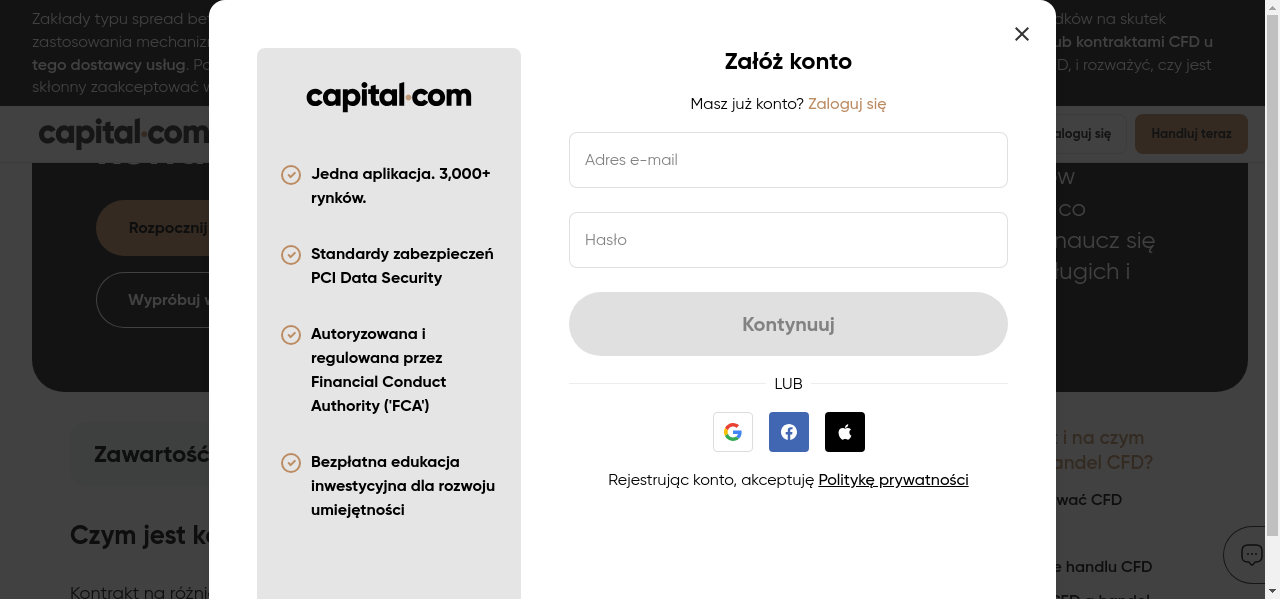 Zakłady typu spread be
dków na skutek
zastosowania mechanizm
ub kontraktami CFD u
tego dostawcy usług. Po
D, i rozważyć, czy jest
skłonny zaakceptować w
capital.com
aloguj się
Handluj teraz
w
co
naucz się
ługich i
Rozpocznij
Wypróbuj w
Zawartość
Czym jest ko
Kontrakt na różni
t i na czym
andel CFD?
wać CFD
e handlu CFD
capital.com
Jedna aplikacja. 3,000+
rynków.
Standardy zabezpieczeń
PCI Data Security
Autoryzowana i
regulowana przez
Financial Conduct
Authority ('FCA')
Bezpłatna edukacja
inwestycyjna dla rozwoju
umiejętności
Załóż konto
Masz już konto? Zaloguj się
Adres e-mail
Hasło
Kontynuuj
LUB
Rejestrując konto, akceptuję Politykę prywatności